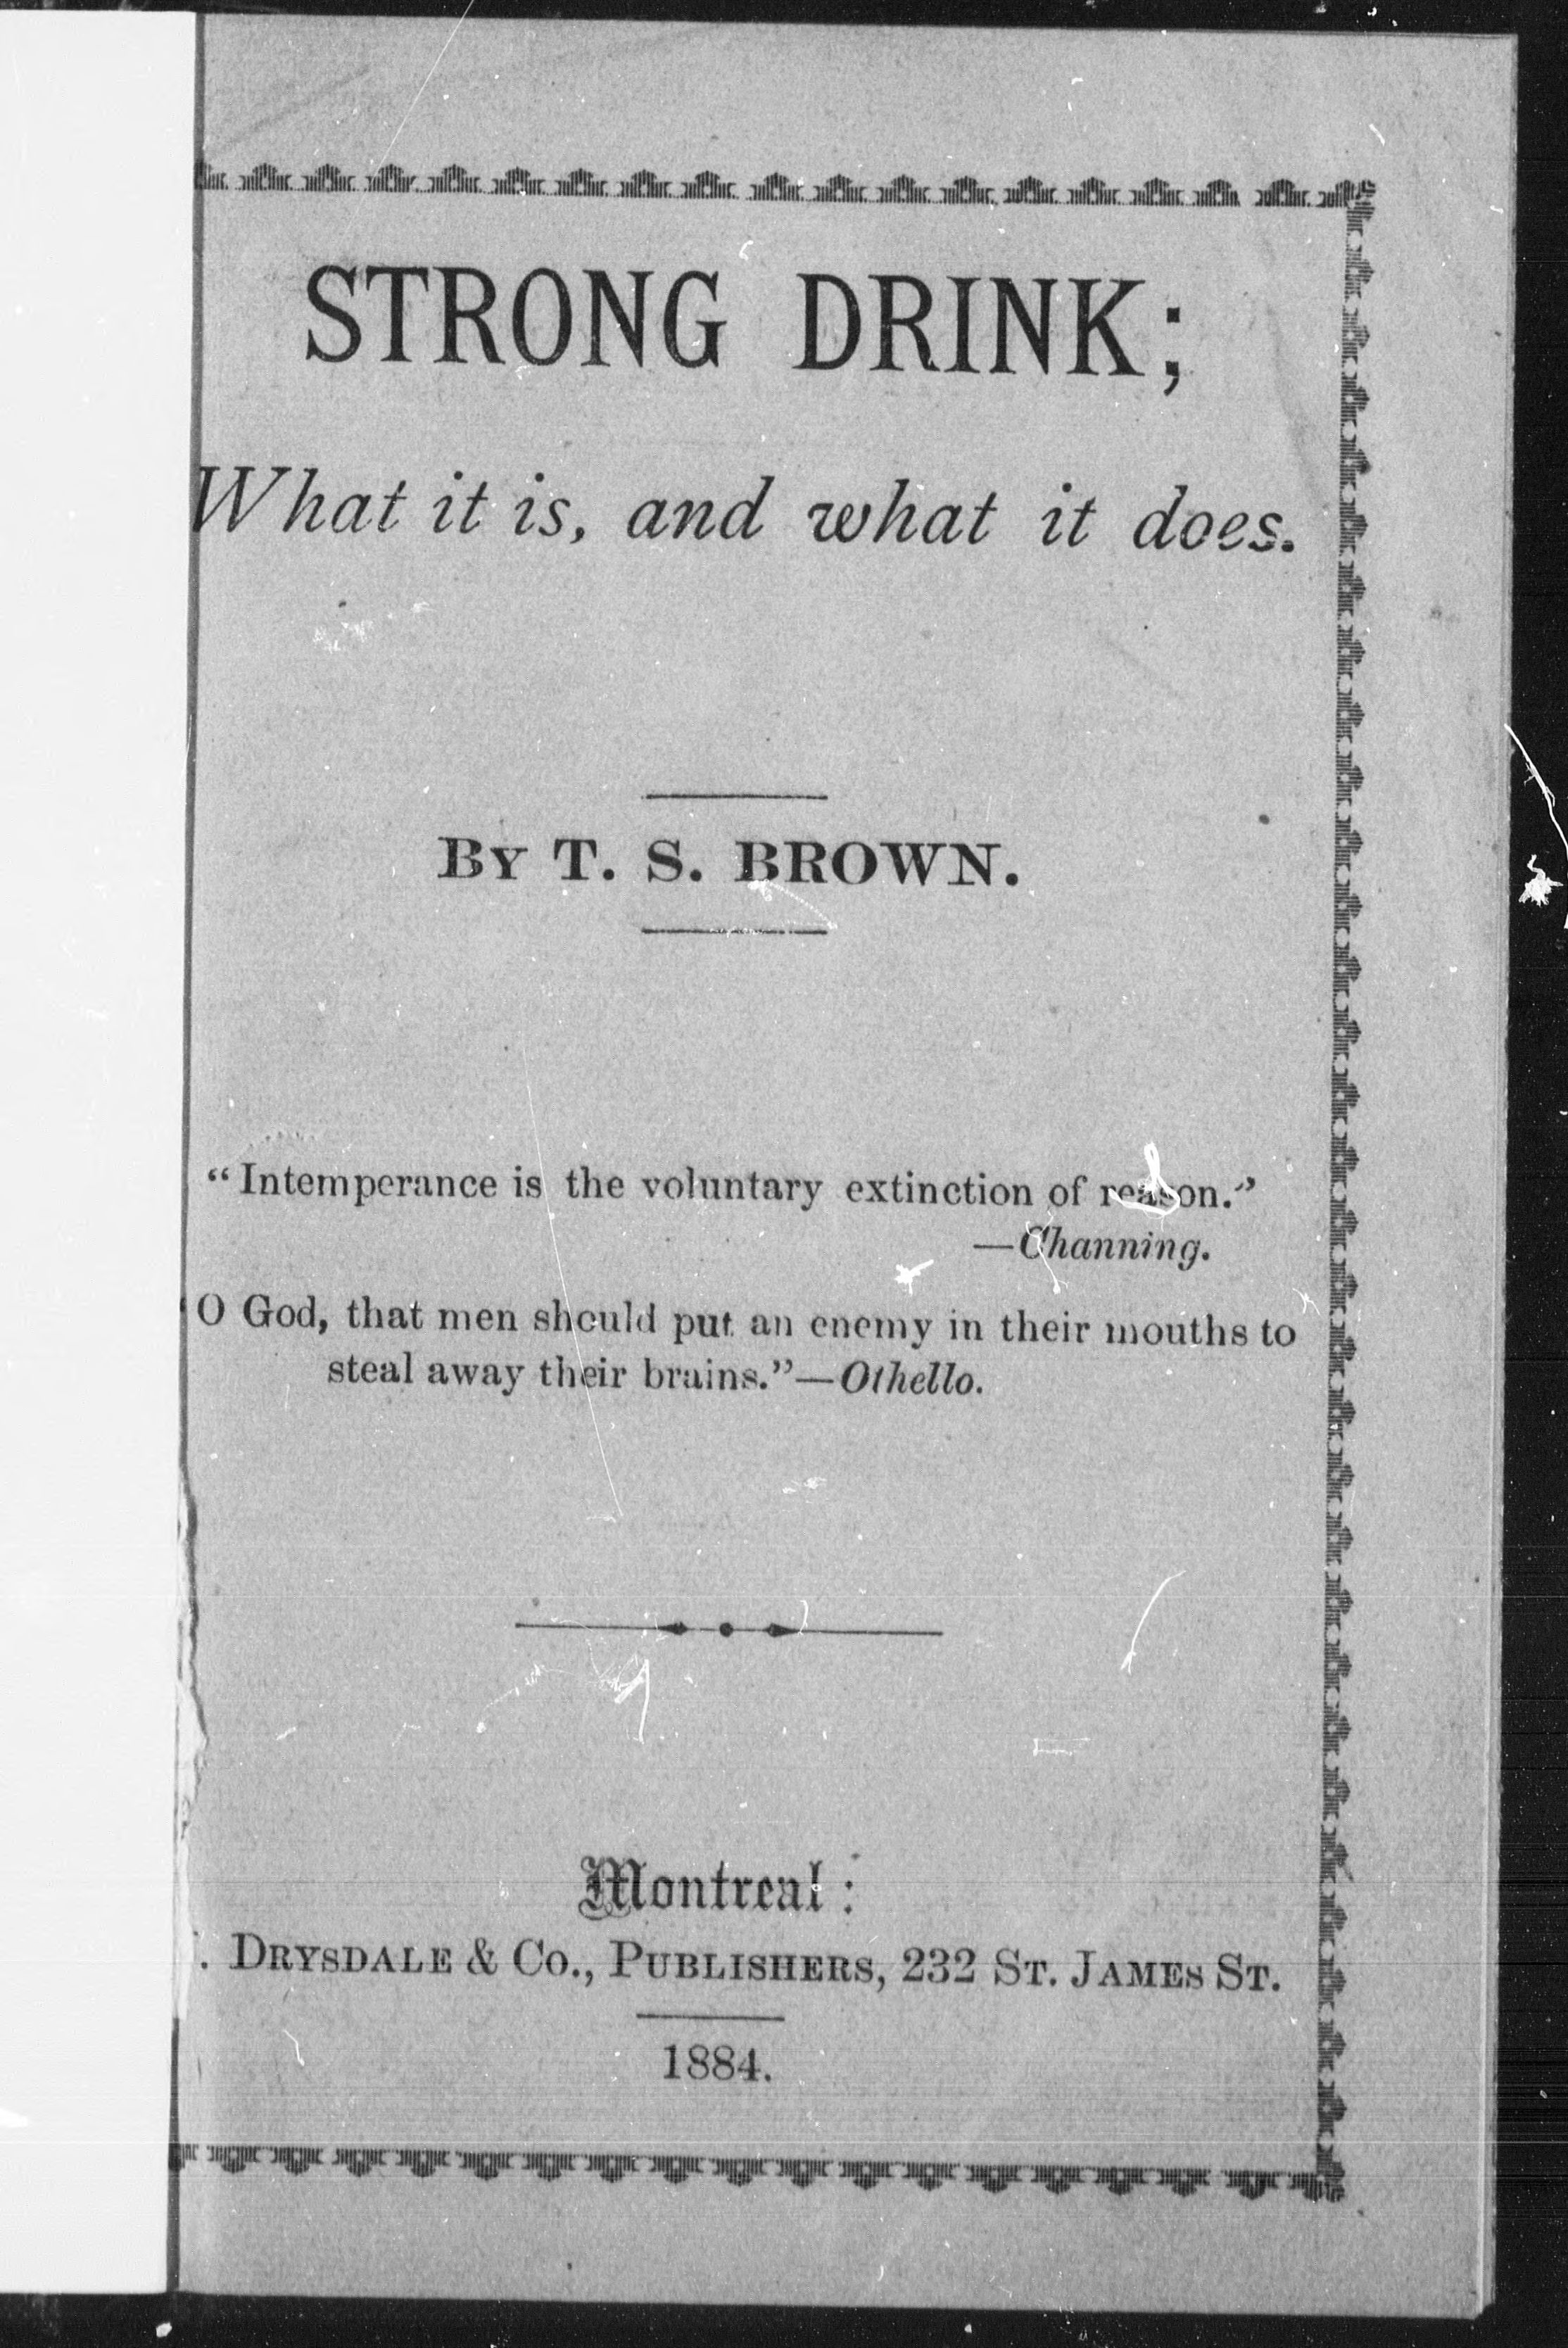 STRONG DRINK;
What it is, and what it does.
BY T. S. BROWN.
“Intemperance is the voluntary extinction of reason.”
—Channing.
O God, that men should put an enemy in their mouths to
steal away their brains.”—Othello.
Montreal:
. DRYSDALE & CO., PUBLISHERS, 232 ST. JAMES ST.
1884.